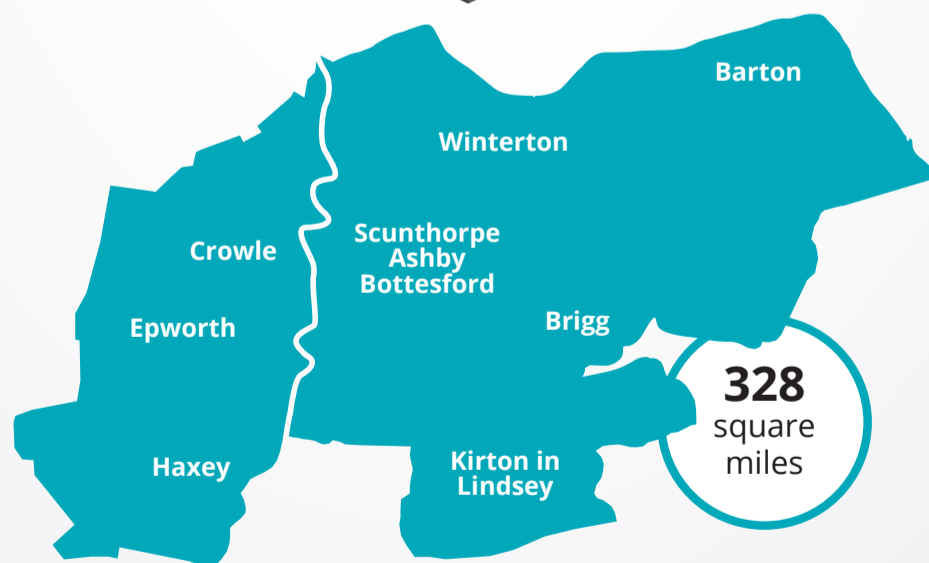 Barton
Winterton
Crowle
Scunthorpe
Ashby
Bottesford
Epworth
Brigg
328
square
miles
Haxey
Kirton in
Lindsey